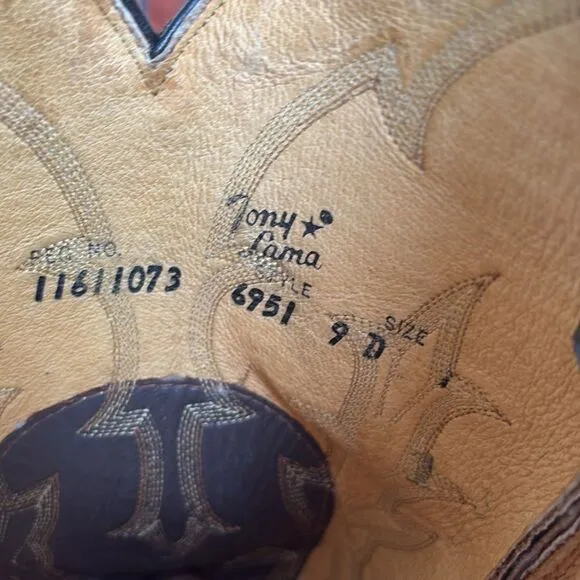 Tony
Lama
REG. NO.
11611073
STYLE
6951
SIZE
9 D